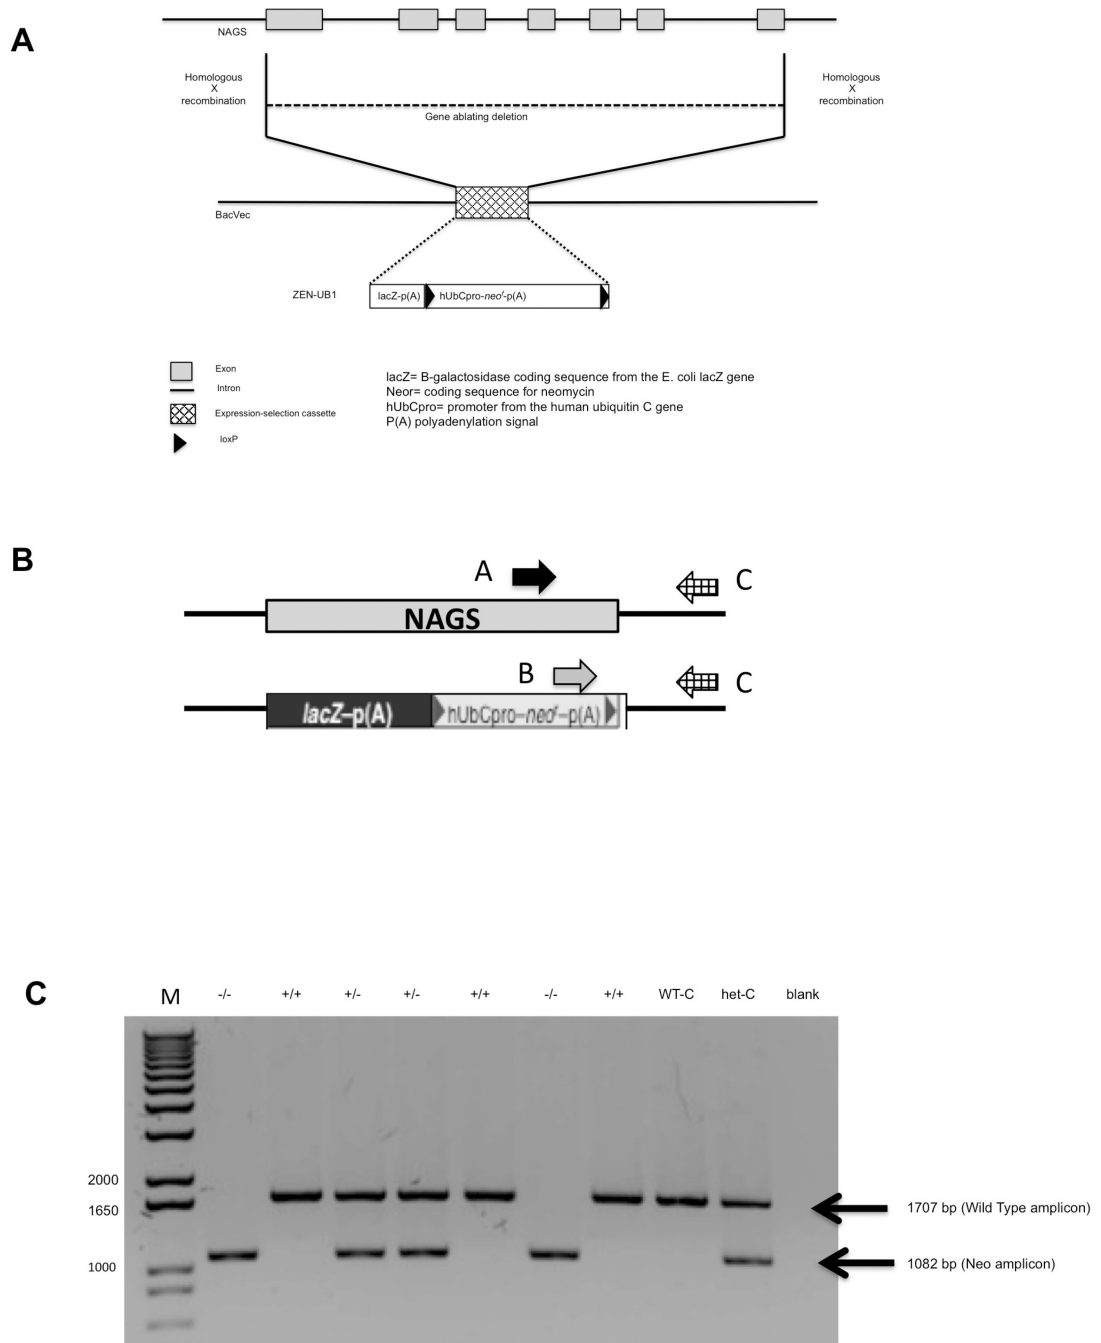 A
NAGS
Homologous
X
recombination
Homologous
X
recombination
Gene ablating deletion
BacVec
ZEN-UB1
lacZ-p(A)
hUbCpro-neoʳ-p(A)
Exon
Intron
Expression-selection cassette
loxP
lacZ= B-galactosidase coding sequence from the E. coli lacZ gene
Neor= coding sequence for neomycin
hUbCpro= promoter from the human ubiquitin C gene
P(A) polyadenylation signal
B
A
C
NAGS
B
C
lacZ–p(A)
hUbCpro–neoʳ–p(A)
C
M -/- +/+ +/- +/- +/+ -/- +/+ WT-C het-C blank
2000
1650
1000
1707 bp (Wild Type amplicon)
1082 bp (Neo amplicon)